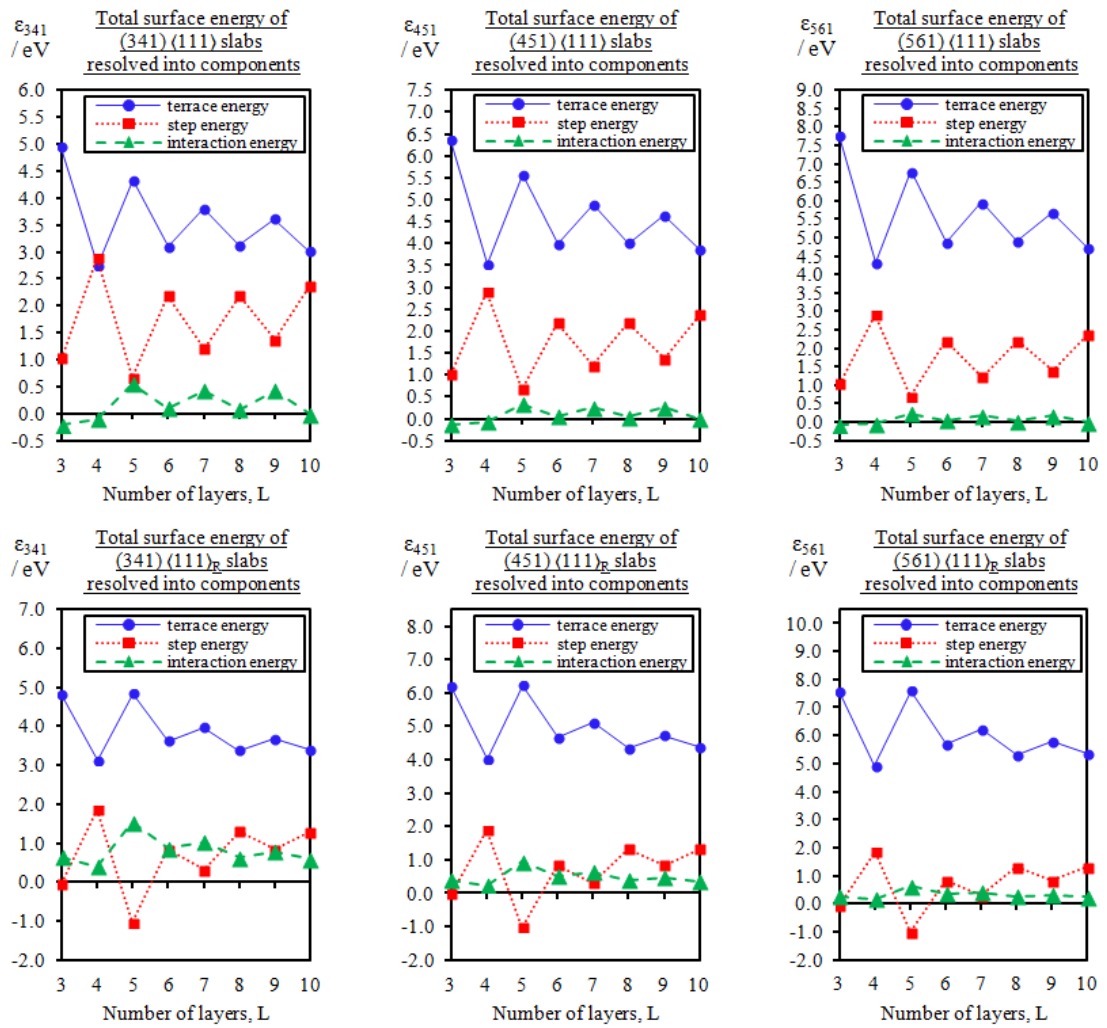 ε341
/ eV
Total surface energy of
(341) ⟨111⟩ slabs
resolved into components
6.0
5.5
5.0
4.5
4.0
3.5
3.0
2.5
2.0
1.5
1.0
0.5
0.0
-0.5
terrace energy
step energy
interaction energy
3 4 5 6 7 8 9 10
Number of layers, L
ε451
/ eV
Total surface energy of
(451) ⟨111⟩ slabs
resolved into components
7.5
7.0
6.5
6.0
5.5
5.0
4.5
4.0
3.5
3.0
2.5
2.0
1.5
1.0
0.5
0.0
-0.5
terrace energy
step energy
interaction energy
3 4 5 6 7 8 9 10
Number of layers, L
ε561
/ eV
Total surface energy of
(561) ⟨111⟩ slabs
resolved into components
9.0
8.5
8.0
7.5
7.0
6.5
6.0
5.5
5.0
4.5
4.0
3.5
3.0
2.5
2.0
1.5
1.0
0.5
0.0
-0.5
terrace energy
step energy
interaction energy
3 4 5 6 7 8 9 10
Number of layers, L
ε341
/ eV
Total surface energy of
(341) ⟨111⟩R slabs
resolved into components
7.0
6.0
5.0
4.0
3.0
2.0
1.0
0.0
-1.0
-2.0
terrace energy
step energy
interaction energy
3 4 5 6 7 8 9 10
Number of layers, L
ε451
/ eV
Total surface energy of
(451) ⟨111⟩R slabs
resolved into components
8.0
7.0
6.0
5.0
4.0
3.0
2.0
1.0
0.0
-1.0
-2.0
terrace energy
step energy
interaction energy
3 4 5 6 7 8 9 10
Number of layers, L
ε561
/ eV
Total surface energy of
(561) ⟨111⟩R slabs
resolved into components
10.0
9.0
8.0
7.0
6.0
5.0
4.0
3.0
2.0
1.0
0.0
-1.0
-2.0
terrace energy
step energy
interaction energy
3 4 5 6 7 8 9 10
Number of layers, L